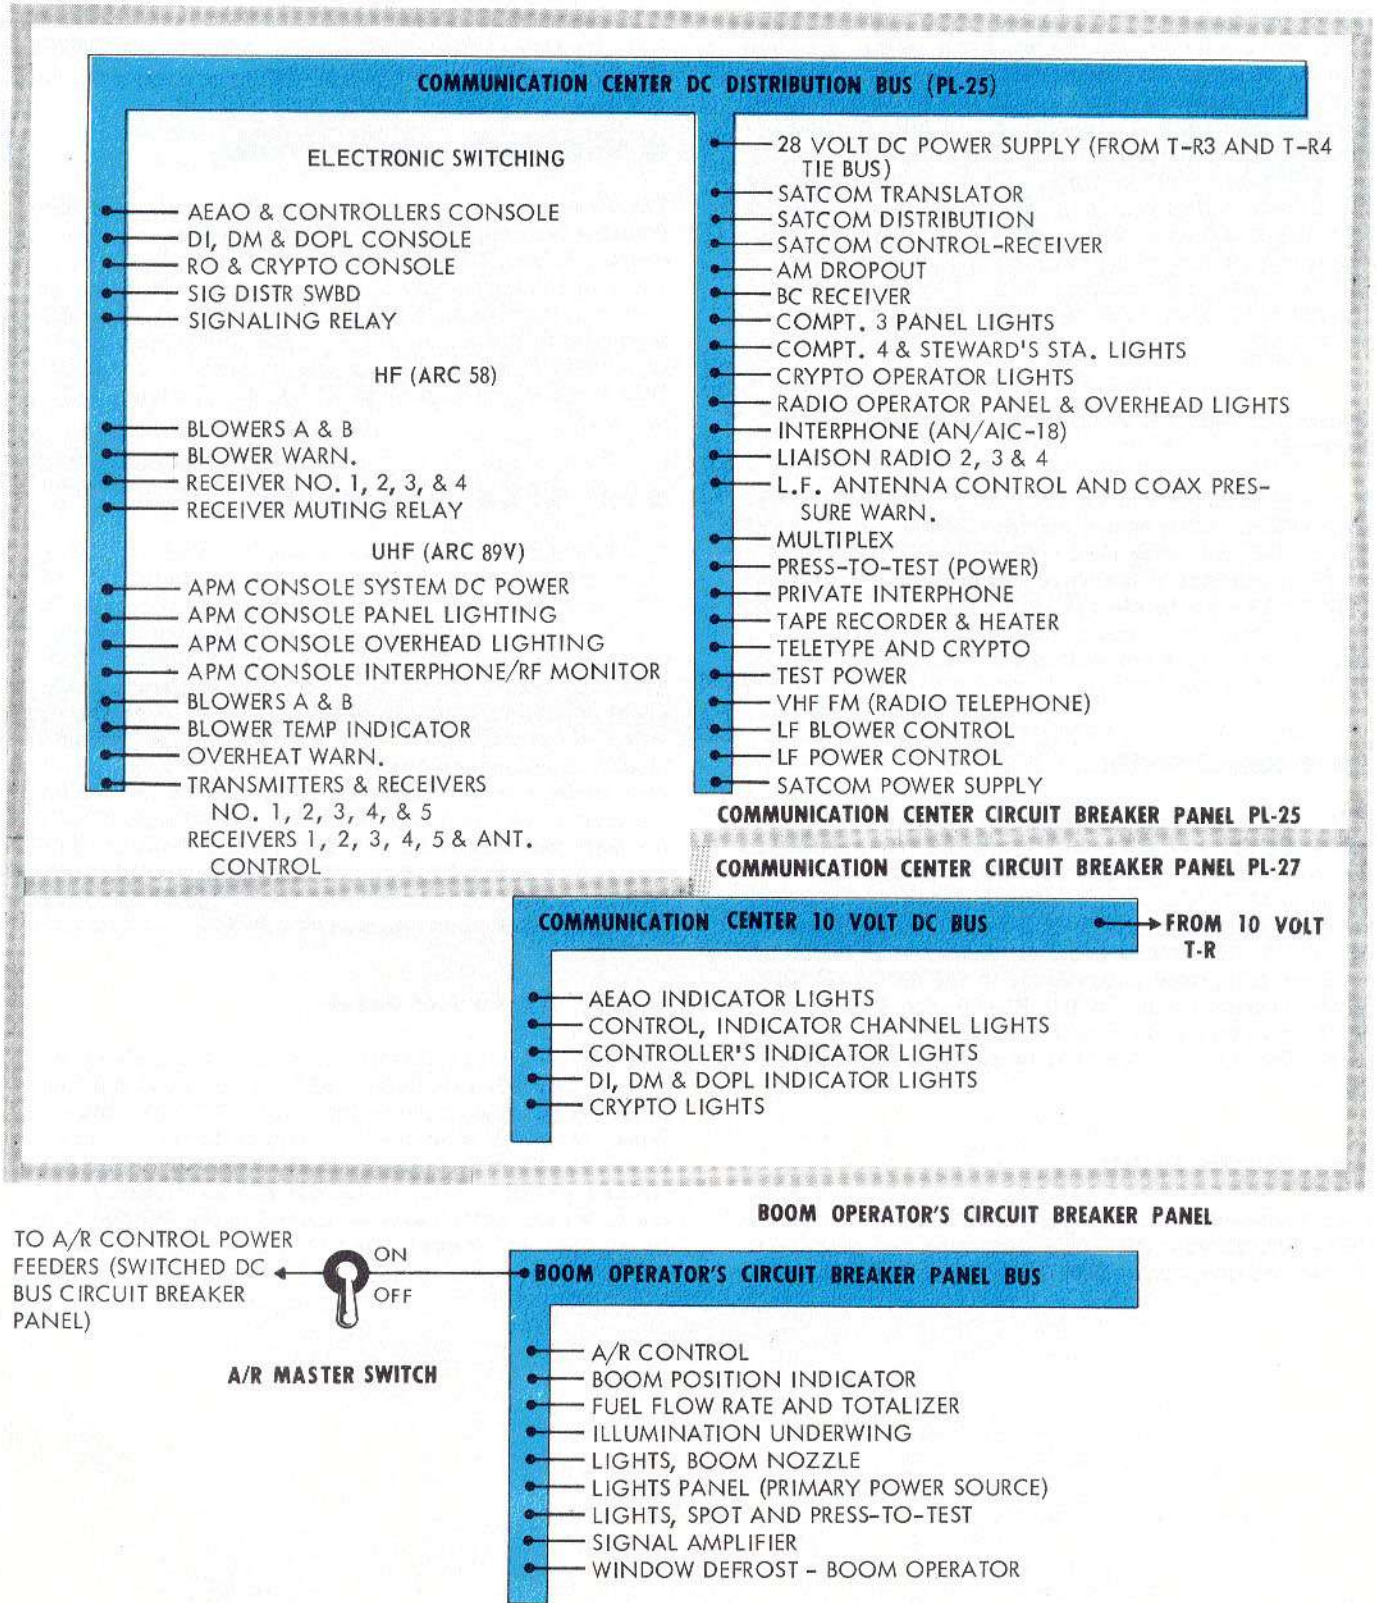 COMMUNICATION CENTER DC DISTRIBUTION BUS (PL-25)
ELECTRONIC SWITCHING
AEAO & CONTROLLERS CONSOLE
DI, DM & DOPL CONSOLE
RO & CRYPTO CONSOLE
SIG DISTR SWBD
SIGNALING RELAY
HF (ARC 58)
BLOWERS A & B
BLOWER WARN.
RECEIVER NO. 1, 2, 3, & 4
RECEIVER MUTING RELAY
UHF (ARC 89V)
APM CONSOLE SYSTEM DC POWER
APM CONSOLE PANEL LIGHTING
APM CONSOLE OVERHEAD LIGHTING
APM CONSOLE INTERPHONE/RF MONITOR
BLOWERS A & B
BLOWER TEMP INDICATOR
OVERHEAT WARN.
TRANSMITTERS & RECEIVERS
NO. 1, 2, 3, 4, & 5
RECEIVERS 1, 2, 3, 4, 5 & ANT.
CONTROL
28 VOLT DC POWER SUPPLY (FROM T-R3 AND T-R4
TIE BUS)
SATCOM TRANSLATOR
SATCOM DISTRIBUTION
SATCOM CONTROL-RECEIVER
AM DROPOUT
BC RECEIVER
COMPT. 3 PANEL LIGHTS
COMPT. 4 & STEWARD'S STA. LIGHTS
CRYPTO OPERATOR LIGHTS
RADIO OPERATOR PANEL & OVERHEAD LIGHTS
INTERPHONE (AN/AIC-18)
LIAISON RADIO 2, 3 & 4
L.F. ANTENNA CONTROL AND COAX PRES-
SURE WARN.
MULTIPLEX
PRESS-TO-TEST (POWER)
PRIVATE INTERPHONE
TAPE RECORDER & HEATER
TELETYPE AND CRYPTO
TEST POWER
VHF FM (RADIO TELEPHONE)
LF BLOWER CONTROL
LF POWER CONTROL
SATCOM POWER SUPPLY
COMMUNICATION CENTER CIRCUIT BREAKER PANEL PL-25
COMMUNICATION CENTER CIRCUIT BREAKER PANEL PL-27
COMMUNICATION CENTER 10 VOLT DC BUS
FROM 10 VOLT
T-R
AEAO INDICATOR LIGHTS
CONTROL, INDICATOR CHANNEL LIGHTS
CONTROLLER'S INDICATOR LIGHTS
DI, DM & DOPL INDICATOR LIGHTS
CRYPTO LIGHTS
BOOM OPERATOR'S CIRCUIT BREAKER PANEL
TO A/R CONTROL POWER
FEEDERS (SWITCHED DC
BUS CIRCUIT BREAKER
PANEL)
ON
OFF
A/R MASTER SWITCH
BOOM OPERATOR'S CIRCUIT BREAKER PANEL BUS
A/R CONTROL
BOOM POSITION INDICATOR
FUEL FLOW RATE AND TOTALIZER
ILLUMINATION UNDERWING
LIGHTS, BOOM NOZZLE
LIGHTS PANEL (PRIMARY POWER SOURCE)
LIGHTS, SPOT AND PRESS-TO-TEST
SIGNAL AMPLIFIER
WINDOW DEFROST - BOOM OPERATOR